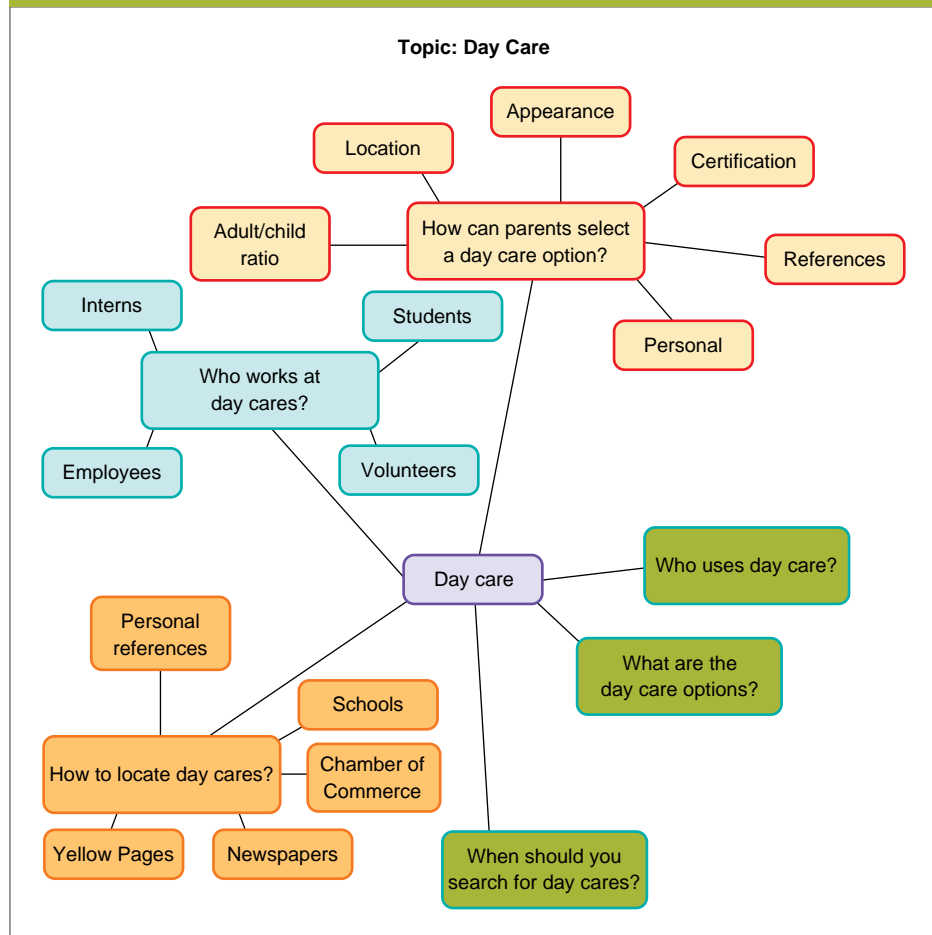 Topic: Day Care
Appearance
Location
Certification
Adult/child
ratio
How can parents select
a day care option?
References
Personal
Interns
Students
Who works at
day cares?
Employees
Volunteers
Day care
Who uses day care?
What are the
day care options?
Personal
references
Schools
How to locate day cares?
Chamber of
Commerce
Yellow Pages
Newspapers
When should you
search for day cares?